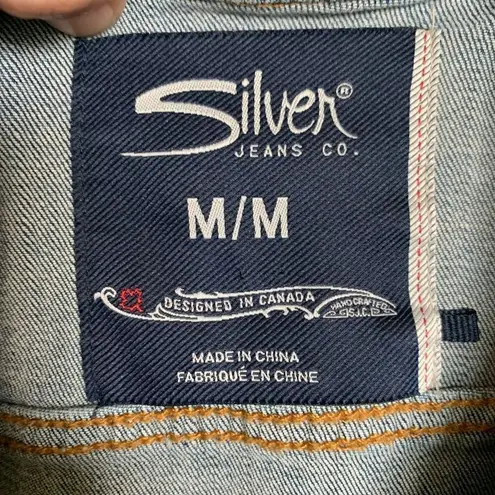 Silver®
JEANS CO.
M/M
DESIGNED IN CANADA
HANDCRAFTED
S.J.C.
MADE IN CHINA
FABRIQUÉ EN CHINE